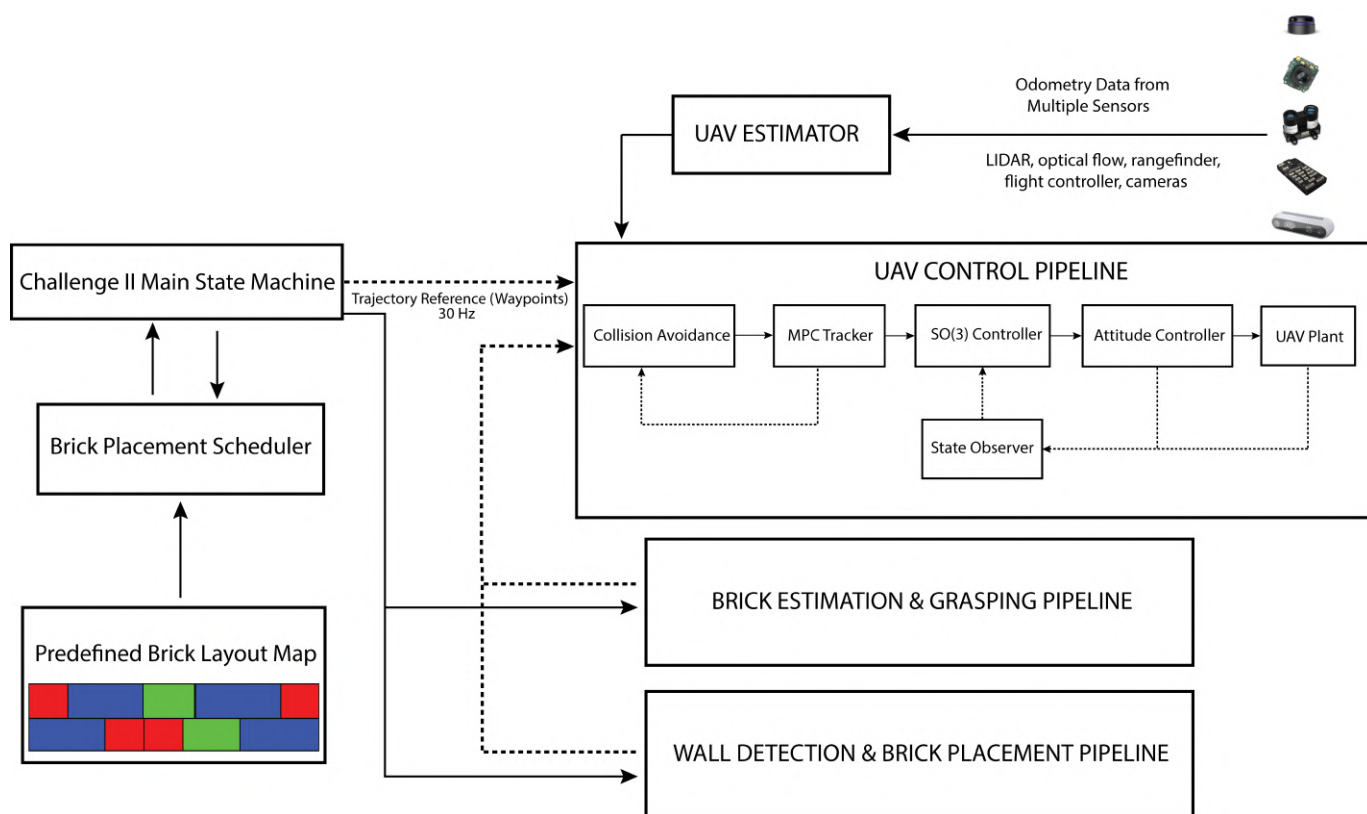 Odometry Data from
Multiple Sensors
UAV ESTIMATOR
LIDAR, optical flow, rangefinder,
flight controller, cameras
Challenge II Main State Machine
Trajectory Reference (Waypoints)
30 Hz
UAV CONTROL PIPELINE
Collision Avoidance
MPC Tracker
SO(3) Controller
Attitude Controller
UAV Plant
State Observer
Brick Placement Scheduler
Predefined Brick Layout Map
BRICK ESTIMATION & GRASPING PIPELINE
WALL DETECTION & BRICK PLACEMENT PIPELINE